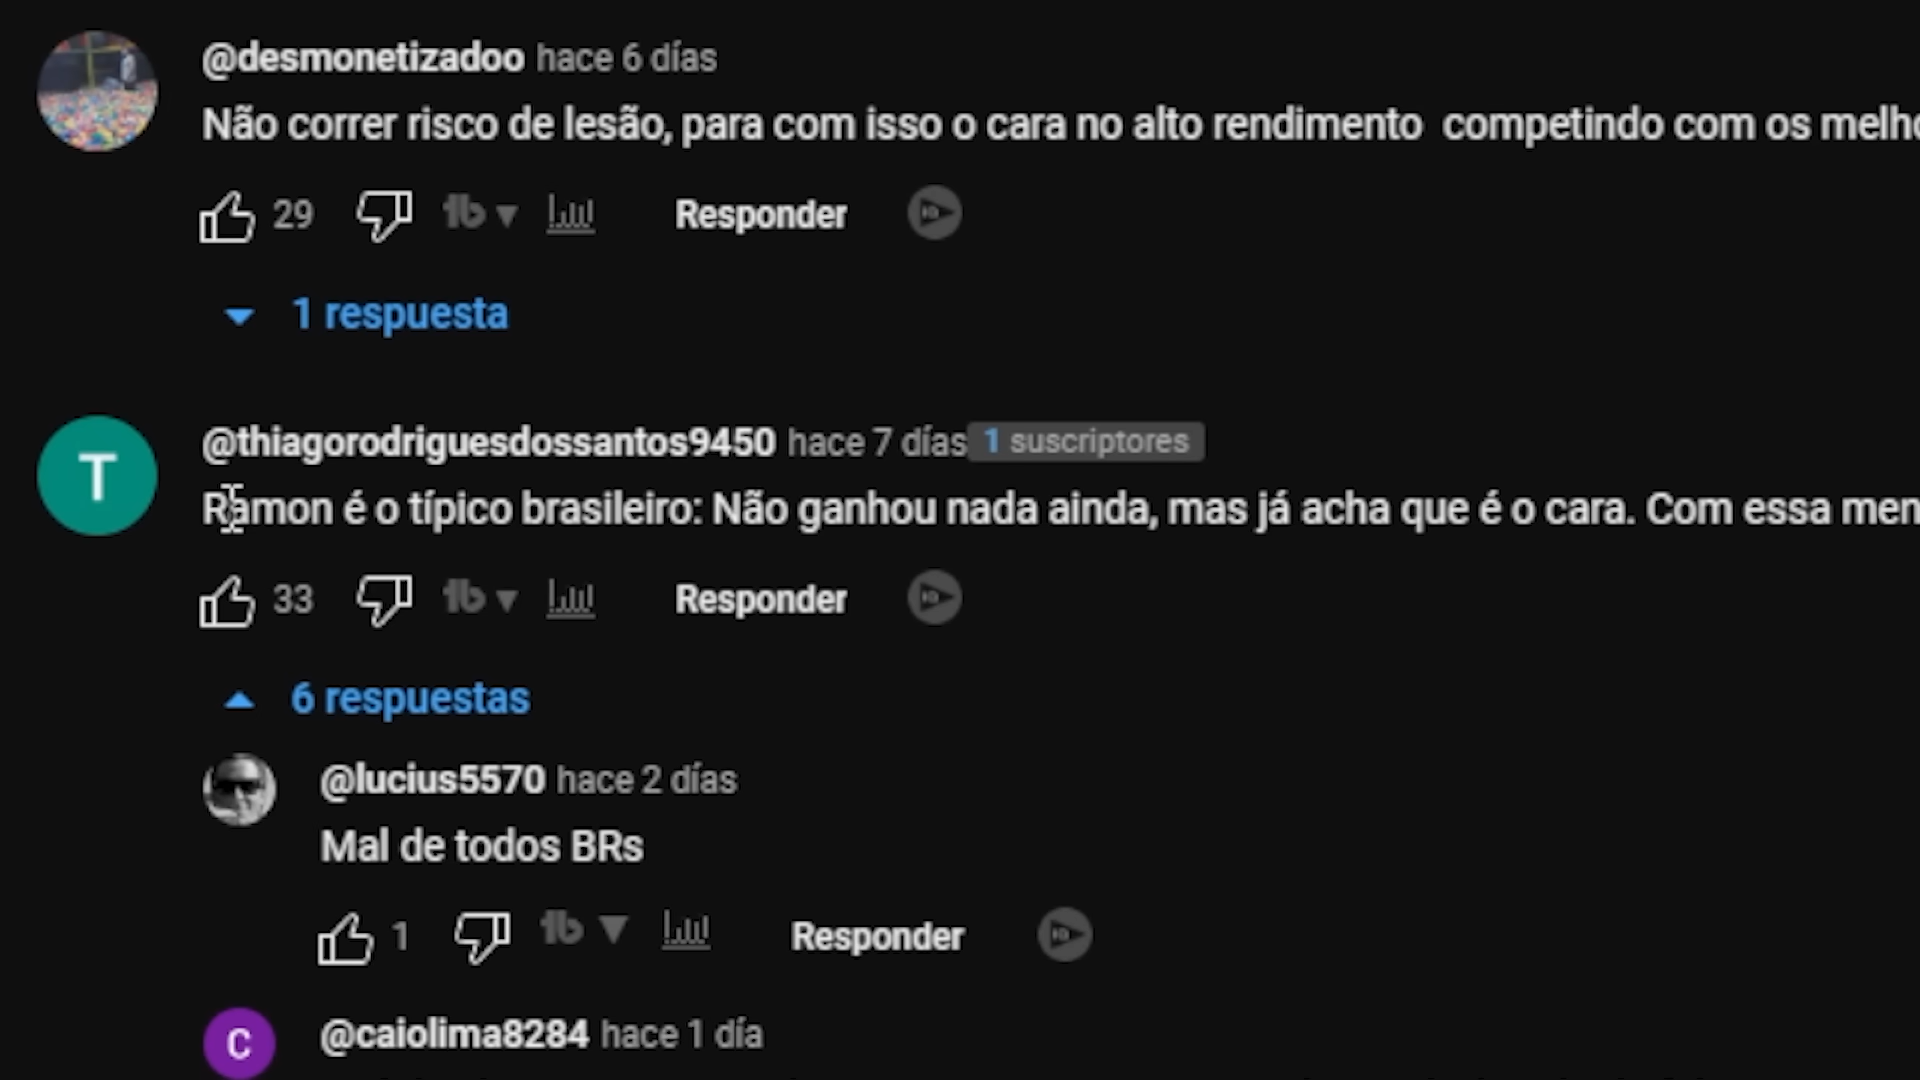 @desmonetizadoo hace 6 días
Não correr risco de lesão, para com isso o cara no alto rendimento  competindo com os
29 Responder
1 respuesta
T
@thiagorodriguesdossantos9450 hace 7 días 1 suscriptores
Ramon é o típico brasileiro: Não ganhou nada ainda, mas já acha que é o cara. Com essa
33 Responder
6 respuestas
@lucius5570 hace 2 días
Mal de todos BRs
1 Responder
C
@caiolima8284 hace 1 día